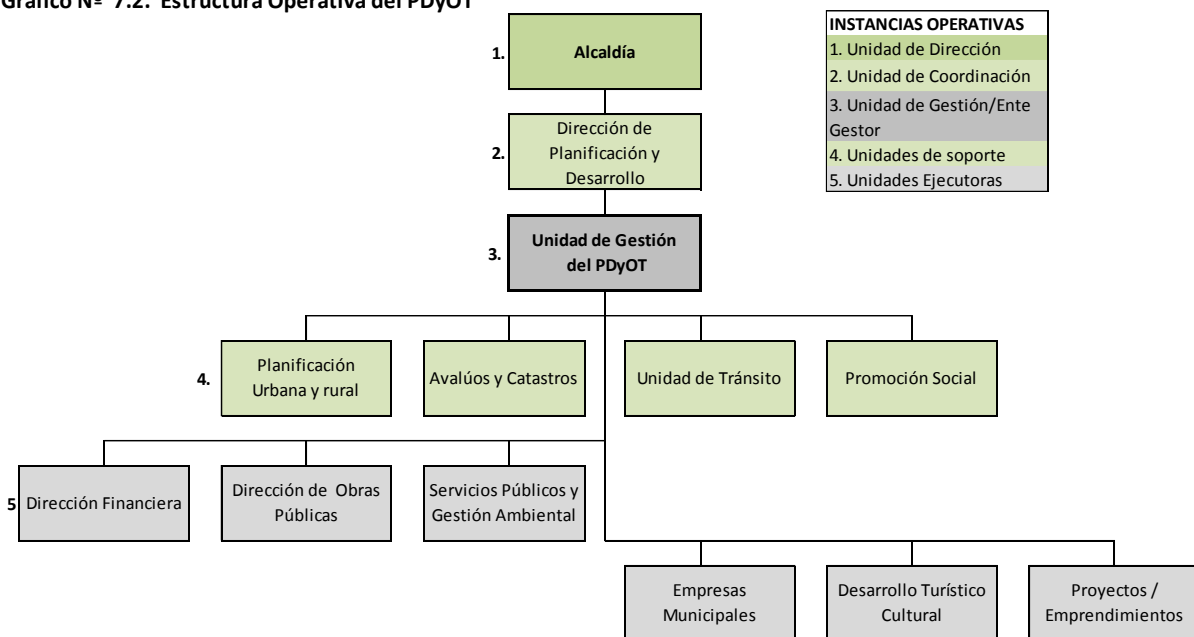 Gráfico Nº 7.2. Estructura Operativa del PDyOT
INSTANCIAS OPERATIVAS
1. Unidad de Dirección
2. Unidad de Coordinación
3. Unidad de Gestión/Ente
Gestor
4. Unidades de soporte
5. Unidades Ejecutoras
1.
Alcaldía
2.
Dirección de
Planificación y
Desarrollo
3.
Unidad de Gestión
del PDyOT
4.
Planificación
Urbana y rural
Avalúos y Catastros
Unidad de Tránsito
Promoción Social
5
Dirección Financiera
Dirección de Obras
Públicas
Servicios Públicos y
Gestión Ambiental
Empresas
Municipales
Desarrollo Turístico
Cultural
Proyectos /
Emprendimientos